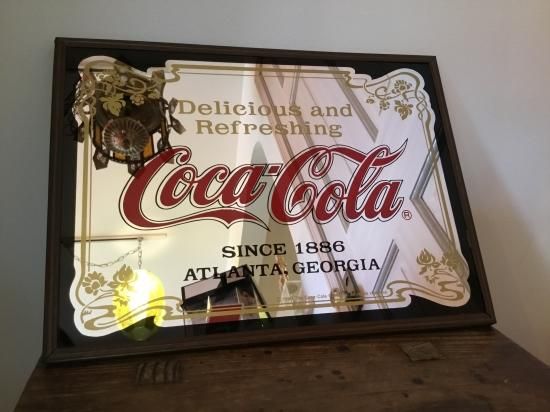 Delicious and
Refreshing
Coca-Cola®
SINCE 1886
ATLANTA, GEORGIA